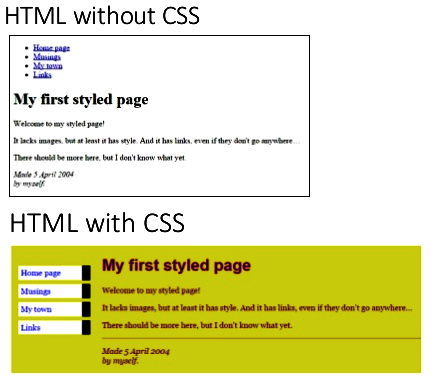 HTML without CSS
Home page
Musings
My town
Links
My first styled page
Welcome to my styled page!
It lacks images, but at least it has style. And it has links, even if they don't go anywhere…
There should be more here, but I don't know what yet.
Made 5 April 2004
by myself.
HTML with CSS
Home page
Musings
My town
Links
My first styled page
Welcome to my styled page!
It lacks images, but at least it has style. And it has links, even if they don't go anywhere…
There should be more here, but I don't know what yet.
Made 5 April 2004
by myself.